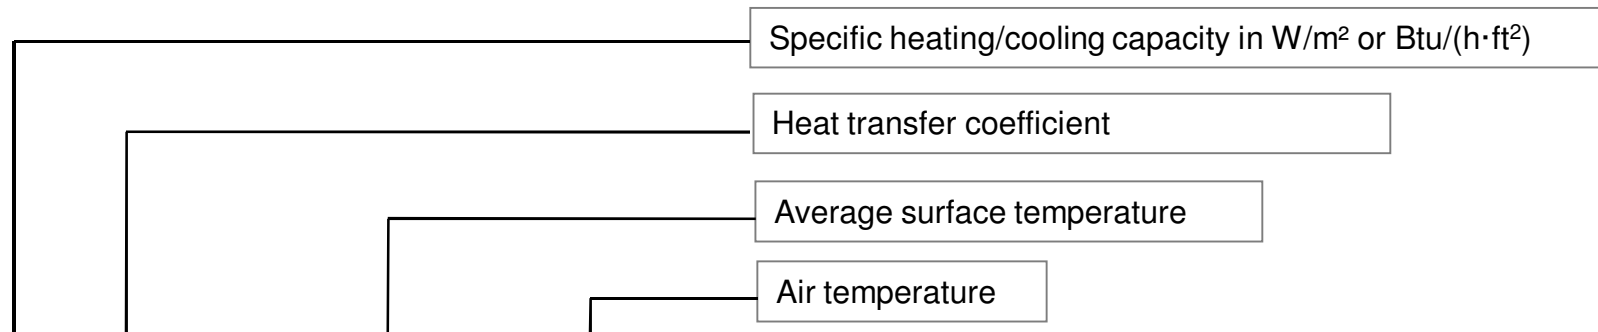 Specific heating/cooling capacity in W/m² or Btu/(h·ft²)
Heat transfer coefficient
Average surface temperature
Air temperature